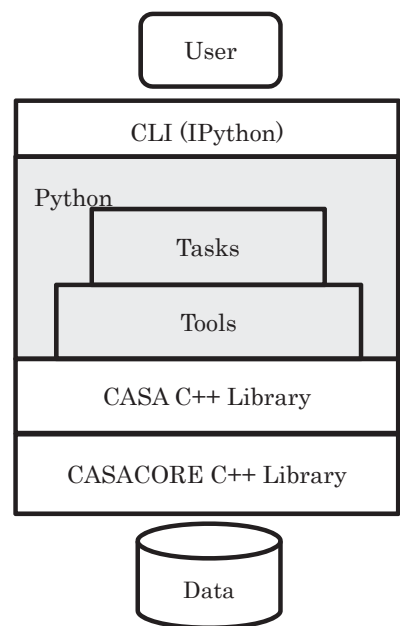 User
CLI (IPython)
Python
Tasks
Tools
CASA C++ Library
CASACORE C++ Library
Data